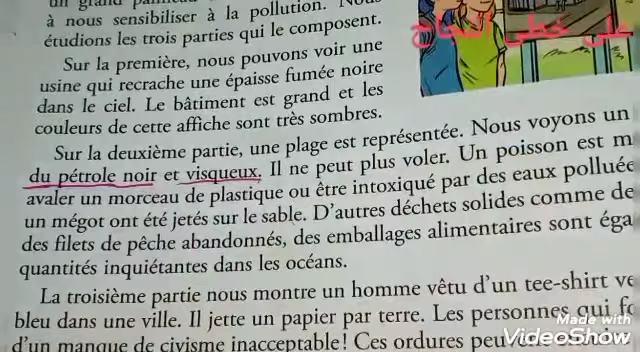 à nous sensibiliser à la pollution.
étudions les trois parties qui le composent.
Sur la première, nous pouvons voir une
usine qui recrache une épaisse fumée noire
dans le ciel. Le bâtiment est grand et les
couleurs de cette affiche sont très sombres.
Sur la deuxième partie, une plage est représentée. Nous voyons un
du pétrole noir et visqueux. Il ne peut plus voler. Un poisson est m
avaler un morceau de plastique ou être intoxiqué par des eaux polluée
un mégot ont été jetés sur le sable. D'autres déchets solides comme de
des filets de pêche abandonnés, des emballages alimentaires sont éga
quantités inquiétantes dans les océans.
La troisième partie nous montre un homme vêtu d'un tee-shirt ve
bleu dans une ville. Il jette un papier par terre. Les personnes qui
d'un manque de civisme inacceptable! Ces ordures
على خطى النجاح
Made with
VideoShow